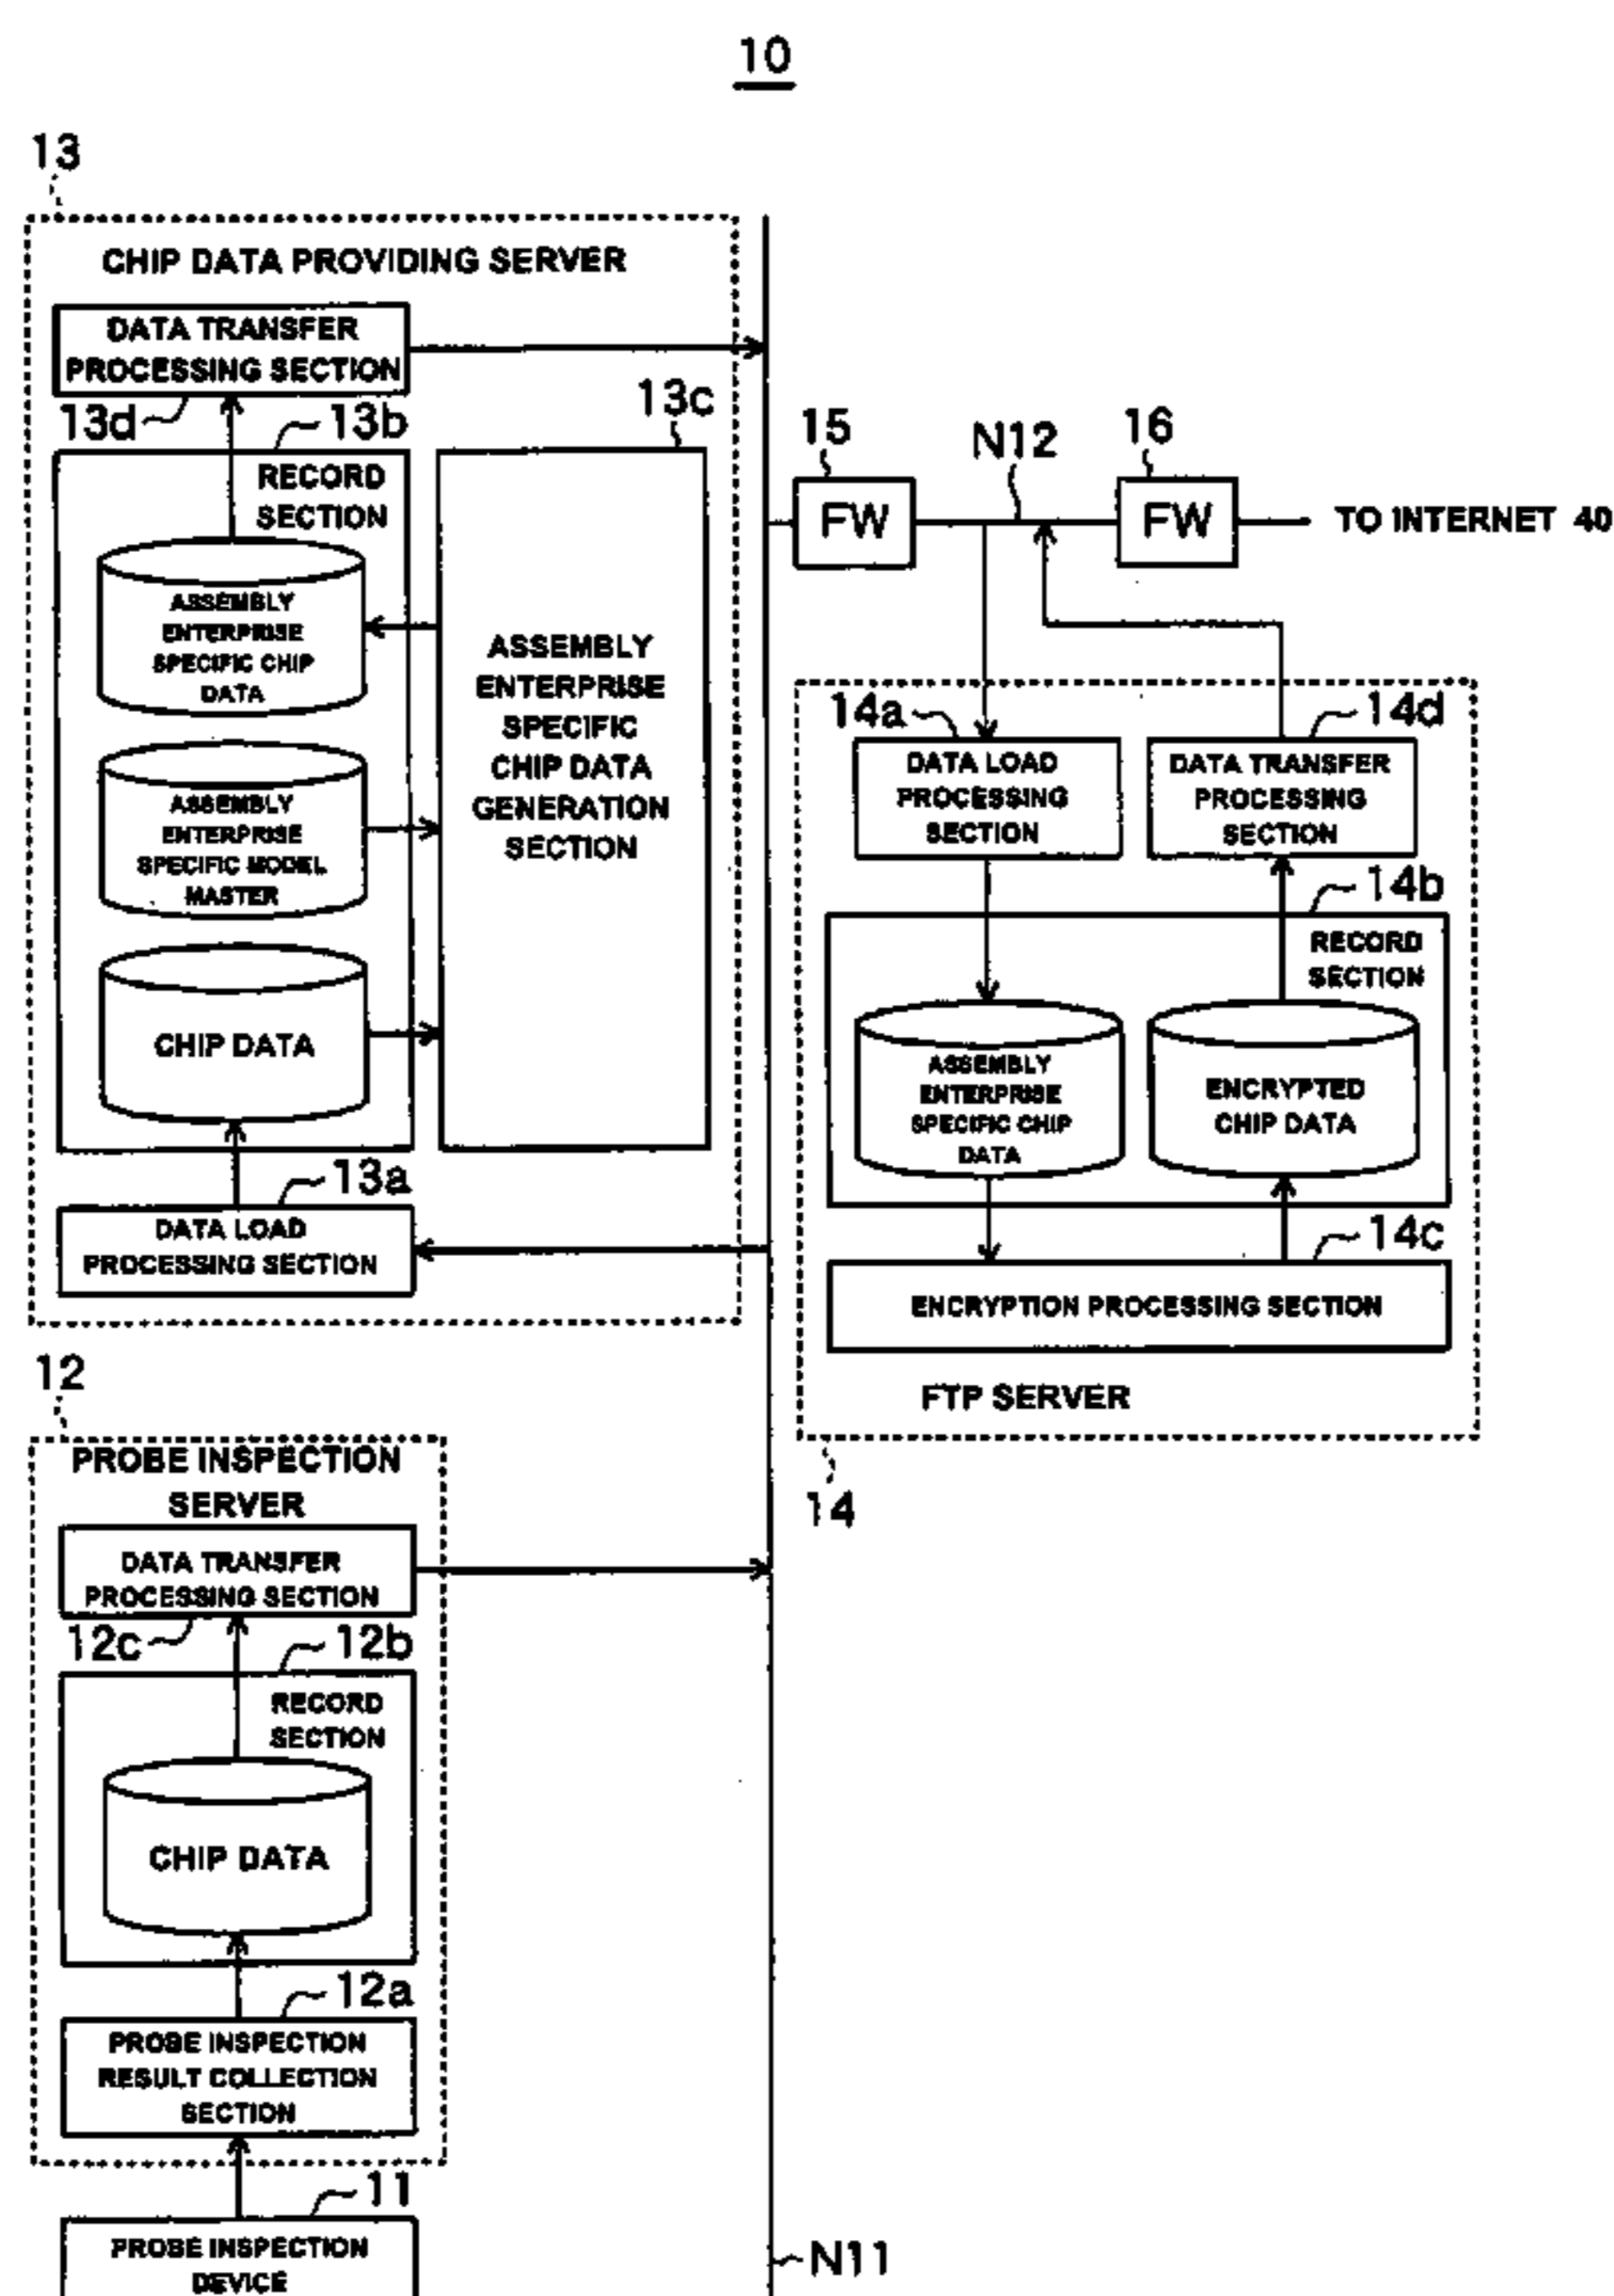 10
13
CHIP DATA PROVIDING SERVER
DATA TRANSFER
PROCESSING SECTION
13d
13b
13c
RECORD
SECTION
ASSEMBLY
ENTERPRISE
SPECIFIC CHIP
DATA
ASSEMBLY
ENTERPRISE
SPECIFIC MODEL
MASTER
CHIP DATA
ASSEMBLY
ENTERPRISE
SPECIFIC
CHIP DATA
GENERATION
SECTION
13a
DATA LOAD
PROCESSING SECTION
15
FW
N12
16
FW
TO INTERNET 40
14a
DATA LOAD
PROCESSING
SECTION
14d
DATA TRANSFER
PROCESSING
SECTION
14b
RECORD
SECTION
ASSEMBLY
ENTERPRISE
SPECIFIC CHIP
DATA
ENCRYPTED
CHIP DATA
14c
ENCRYPTION PROCESSING SECTION
FTP SERVER
14
12
PROBE INSPECTION
SERVER
DATA TRANSFER
PROCESSING SECTION
12c
12b
RECORD
SECTION
CHIP DATA
12a
PROBE INSPECTION
RESULT COLLECTION
SECTION
11
PROBE INSPECTION
DEVICE
N11